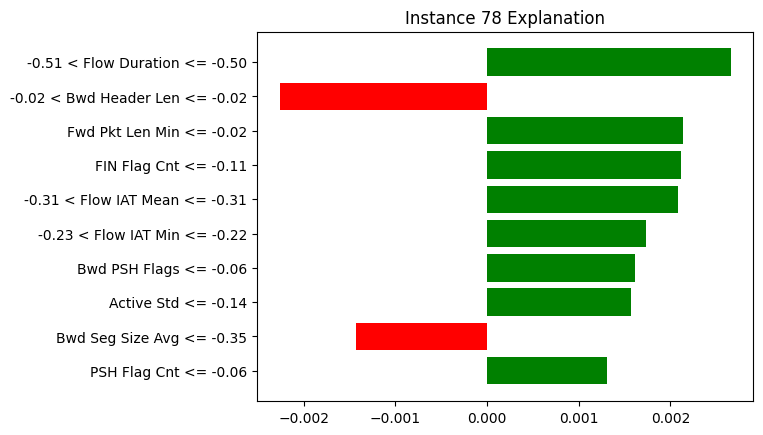 Instance 78 Explanation
-0.51 < Flow Duration <= -0.50
-0.02 < Bwd Header Len <= -0.02
Fwd Pkt Len Min <= -0.02
FIN Flag Cnt <= -0.11
-0.31 < Flow IAT Mean <= -0.31
-0.23 < Flow IAT Min <= -0.22
Bwd PSH Flags <= -0.06
Active Std <= -0.14
Bwd Seg Size Avg <= -0.35
PSH Flag Cnt <= -0.06
−0.002 −0.001 0.000 0.001 0.002